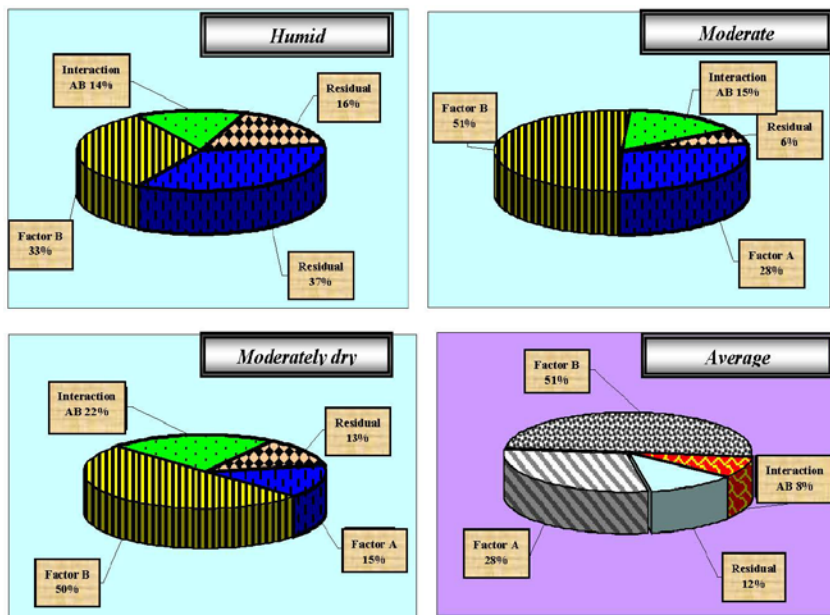 Humid
Interaction
AB 14%
Residual
16%
Factor B
33%
Residual
37%
Moderate
Interaction
AB 15%
Factor B
51%
Residual
6%
Factor A
28%
Moderately dry
Interaction
AB 22%
Residual
13%
Factor B
50%
Factor A
15%
Average
Factor B
51%
Interaction
AB 8%
Factor A
28%
Residual
12%